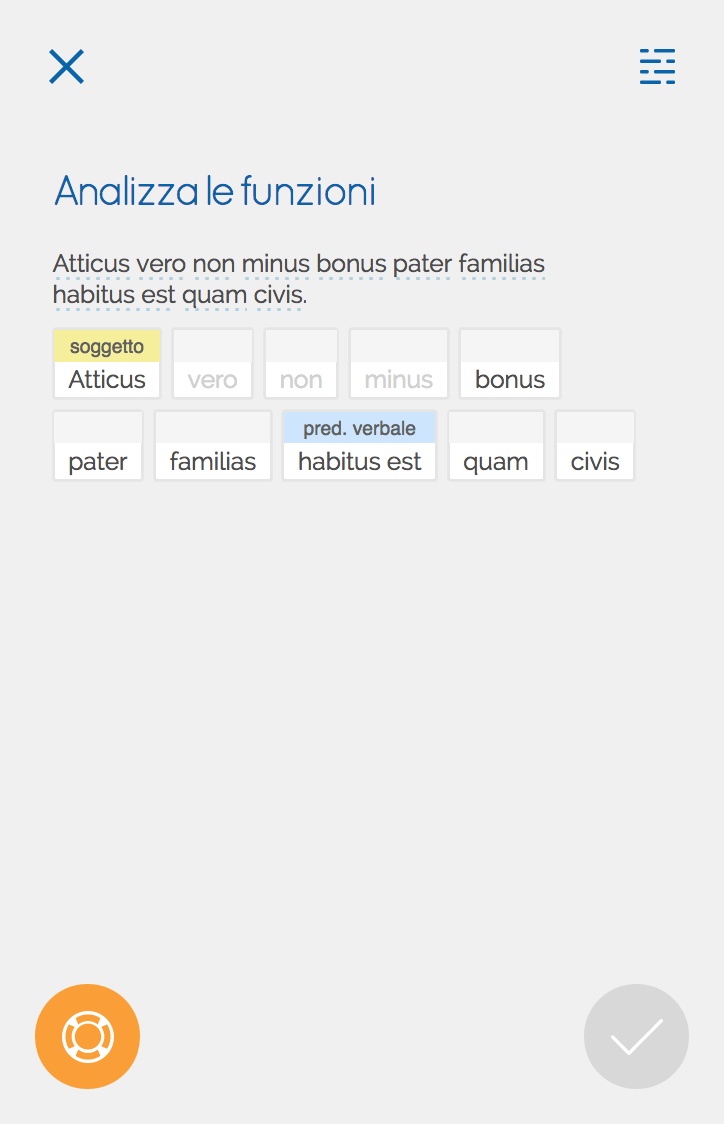 Analizza le funzioni
Atticus vero non minus bonus pater familias
habitus est quam civis.
soggetto
Atticus vero non minus bonus
pred. verbale
pater familias habitus est quam civis